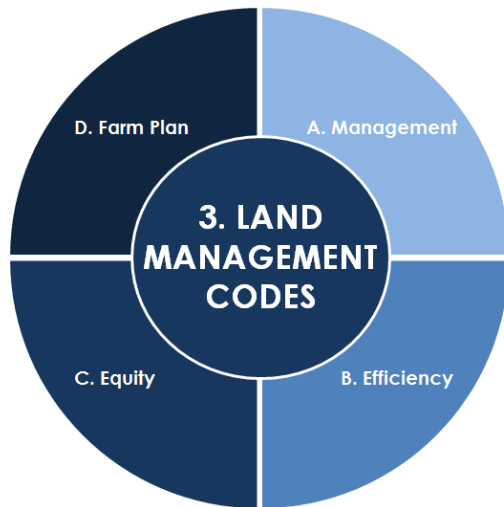 D. Farm Plan
A. Management
3. LAND
MANAGEMENT
CODES
C. Equity
B. Efficiency